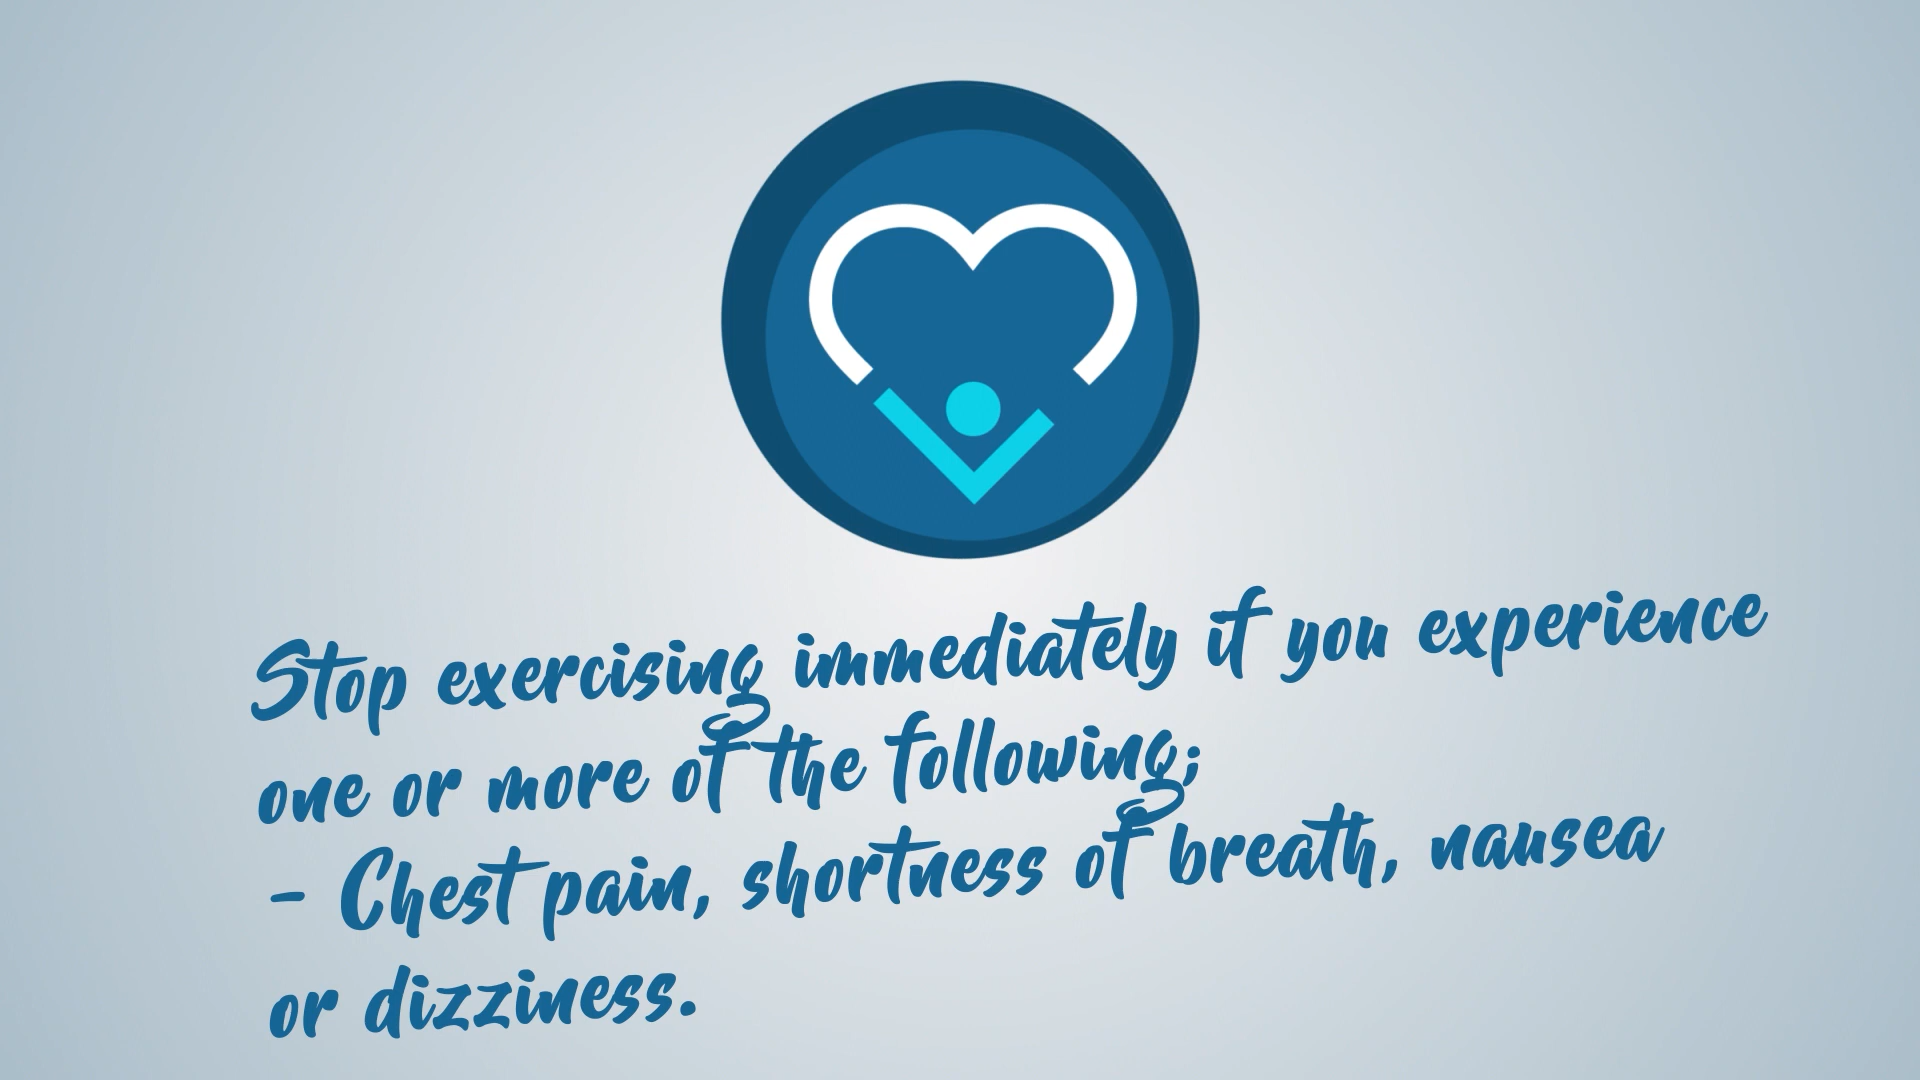 Stop exercising immediately if you experience
one or more of the following;
- Chest pain, shortness of breath, nausea
or dizziness.